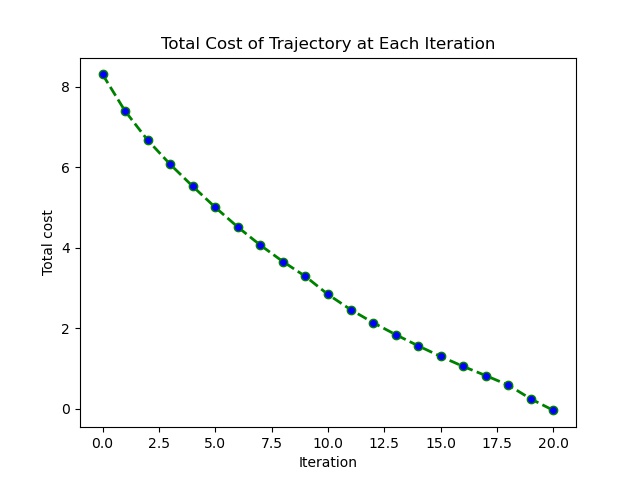 Total Cost of Trajectory at Each Iteration
8
6
4
2
0
Total cost
0.0 2.5 5.0 7.5 10.0 12.5 15.0 17.5 20.0
Iteration